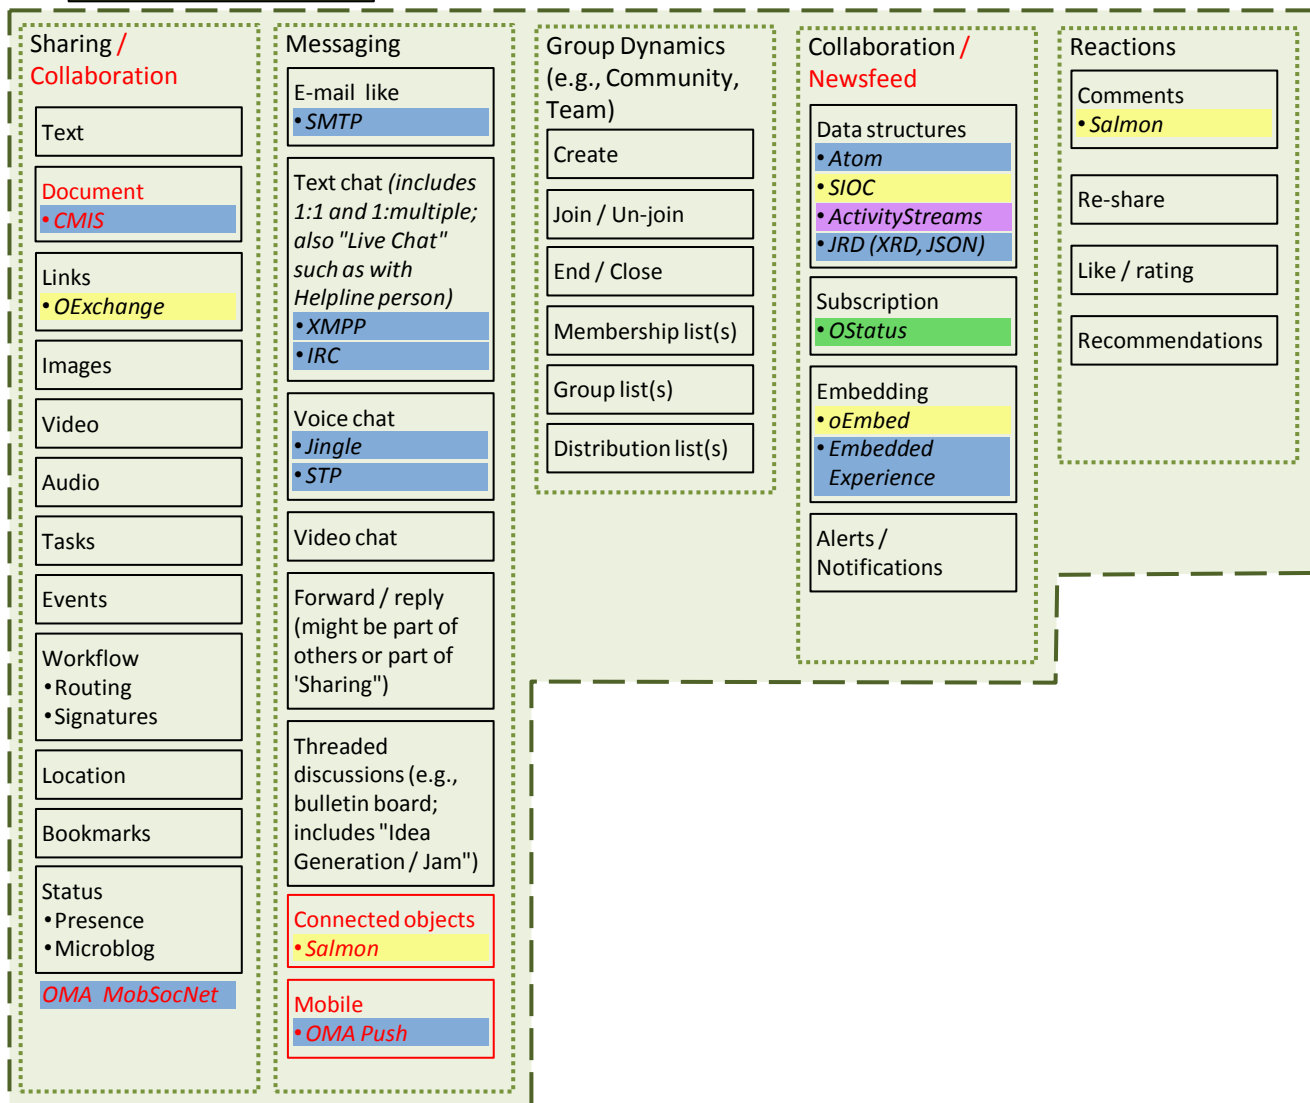 Sharing /
Collaboration
Text
Document
• CMIS
Links
• OExchange
Images
Video
Audio
Tasks
Events
Workflow
• Routing
• Signatures
Location
Bookmarks
Status
• Presence
• Microblog
OMA MobSocNet
Messaging
E-mail like
• SMTP
Text chat (includes
1:1 and 1:multiple;
also "Live Chat"
such as with
Helpline person)
• XMPP
• IRC
Voice chat
• Jingle
• STP
Video chat
Forward / reply
(might be part of
others or part of
'Sharing")
Threaded
discussions (e.g.,
bulletin board;
includes "Idea
Generation / Jam")
Connected objects
• Salmon
Mobile
• OMA Push
Group Dynamics
(e.g., Community,
Team)
Create
Join / Un-join
End / Close
Membership list(s)
Group list(s)
Distribution list(s)
Collaboration /
Newsfeed
Data structures
• Atom
• SIOC
• ActivityStreams
• JRD (XRD, JSON)
Subscription
• OStatus
Embedding
• oEmbed
• Embedded
Experience
Alerts /
Notifications
Reactions
Comments
• Salmon
Re-share
Like / rating
Recommendations